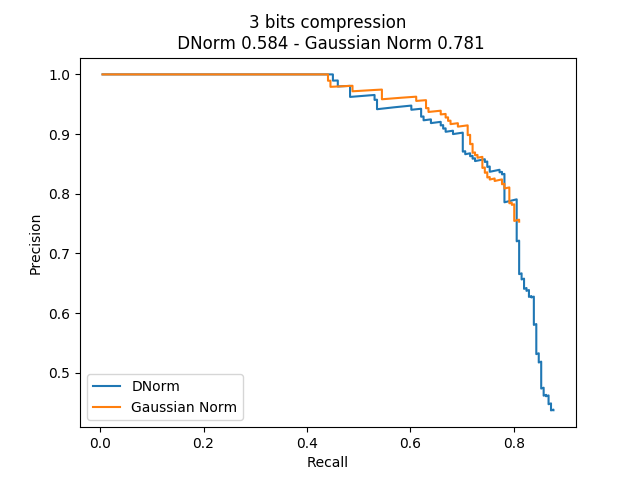 3 bits compression
DNorm 0.584 - Gaussian Norm 0.781
1.0
0.9
0.8
0.7
0.6
0.5
Precision
DNorm
Gaussian Norm
0.0 0.2 0.4 0.6 0.8
Recall